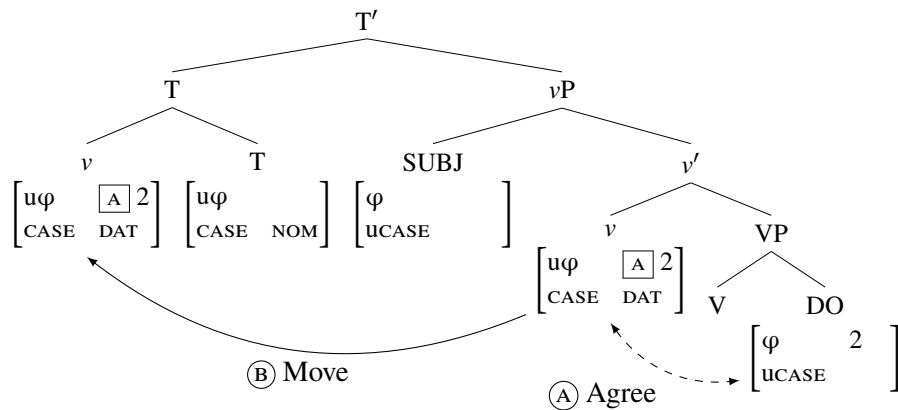 T′
T vP
v T SUBJ v′
uφ A 2 uφ φ v VP
CASE DAT CASE NOM uCASE
uφ A 2
CASE DAT V DO
φ 2
uCASE
B Move
A Agree